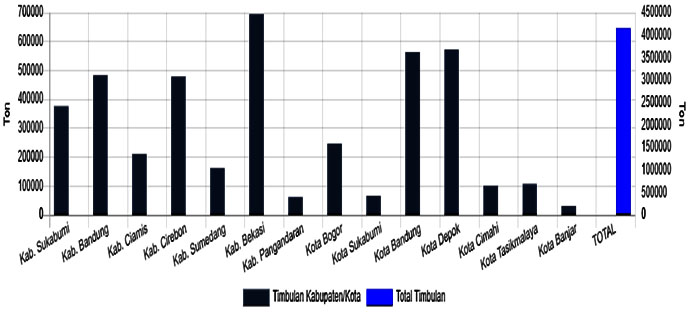 700000
600000
500000
400000
300000
200000
100000
0
Ton
4500000
4000000
3500000
3000000
2500000
2000000
1500000
1000000
500000
0
Ton
Kab. Sukabumi
Kab. Bandung
Kab. Ciamis
Kab. Cirebon
Kab. Sumedang
Kab. Bekasi
Kab. Pangandaran
Kota Bogor
Kota Sukabumi
Kota Bandung
Kota Depok
Kota Cimahi
Kota Tasikmalaya
Kota Banjar
TOTAL
Timbulan Kabupaten/Kota
Total Timbulan